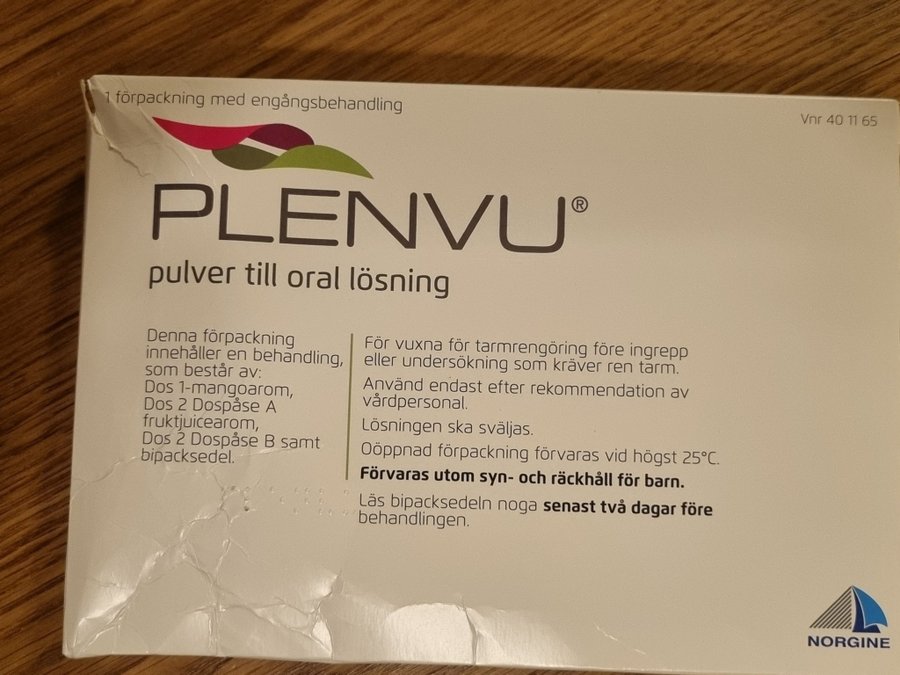 1 förpackning med engångsbehandling
Vnr 40 11 65
PLENVU®
pulver till oral lösning
Denna förpackning
innehåller en behandling,
som består av:
Dos 1-mangoarom,
Dos 2 Dospåse A
fruktjuicearom,
Dos 2 Dospåse B samt
bipacksedel.
För vuxna för tarmrengöring före ingrepp
eller undersökning som kräver ren tarm.
Använd endast efter rekommendation av
vårdpersonal.
Lösningen ska sväljas.
Oöppnad förpackning förvaras vid högst 25°C.
Förvaras utom syn- och räckhåll för barn.
Läs bipacksedeln noga senast två dagar före
behandlingen.
NORGINE